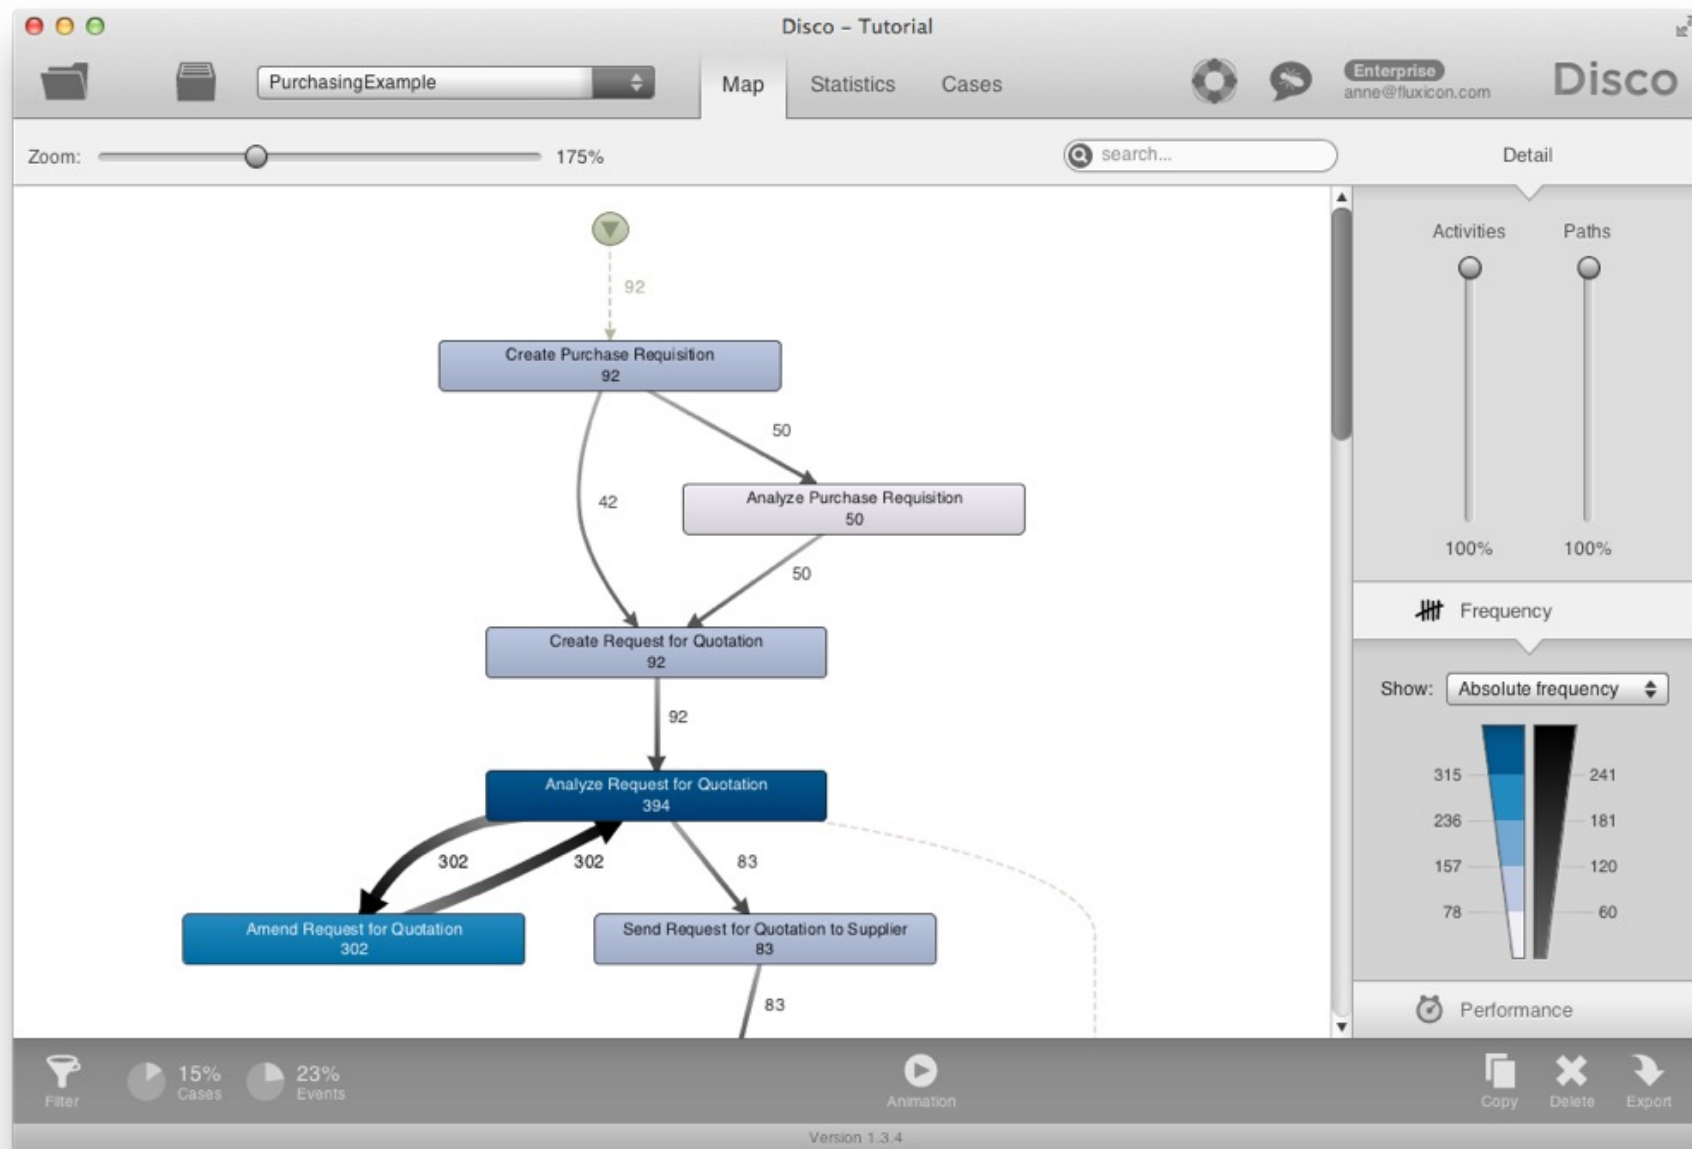 Disco – Tutorial
PurchasingExample
Map
Statistics
Cases
Enterprise
anne@fluxicon.com
Disco
Zoom:
175%
search...
Detail
92
Create Purchase Requisition
92
50
42
Analyze Purchase Requisition
50
50
Create Request for Quotation
92
92
Analyze Request for Quotation
394
302
302
83
Amend Request for Quotation
302
Send Request for Quotation to Supplier
83
83
Activities
Paths
100%
100%
Frequency
Show:
Absolute frequency
315
241
236
181
157
120
78
60
Performance
Filter
15%
Cases
23%
Events
Animation
Copy
Delete
Export
Version 1.3.4